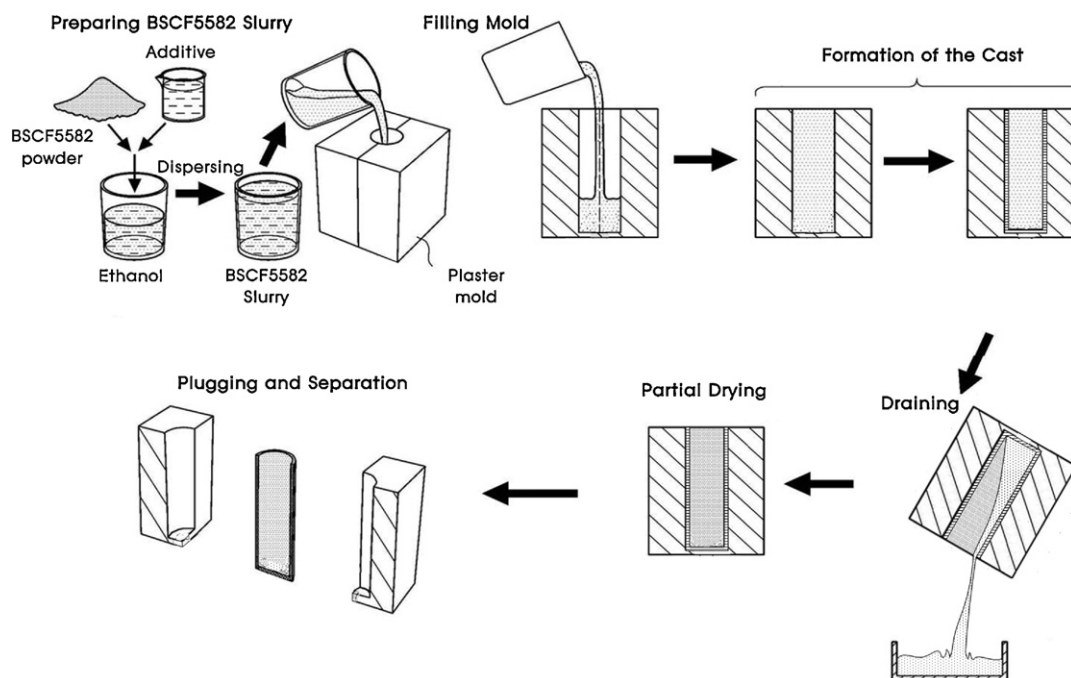 Preparing BSCF5582 Slurry
Additive
BSCF5582
powder
Dispersing
Ethanol
BSCF5582
Slurry
Plaster
mold
Filling Mold
Formation of the Cast
Draining
Partial Drying
Plugging and Separation